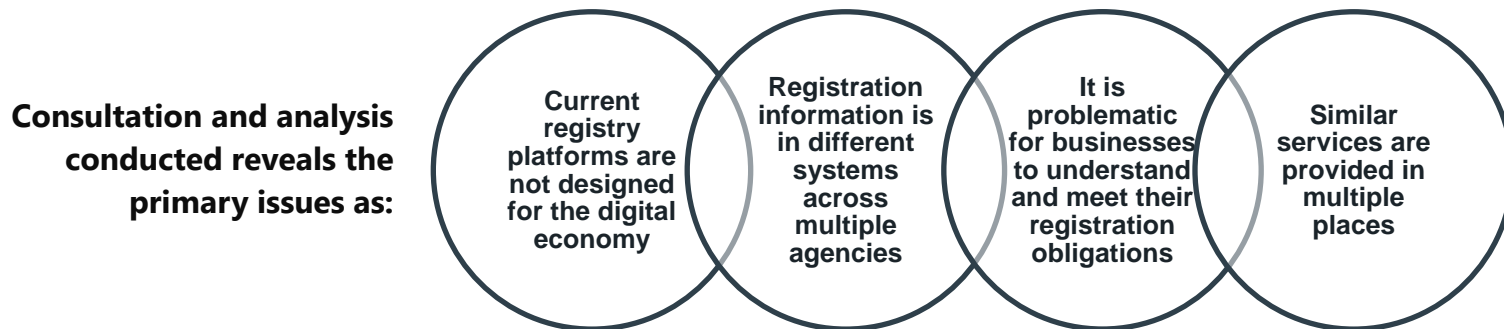 Consultation and analysis
conducted reveals the
primary issues as:
Current
registry
platforms are
not designed
for the digital
economy
Registration
information is
in different
systems
across
multiple
agencies
It is
problematic
for businesses
to understand
and meet their
registration
obligations
Similar
services are
provided in
multiple
places